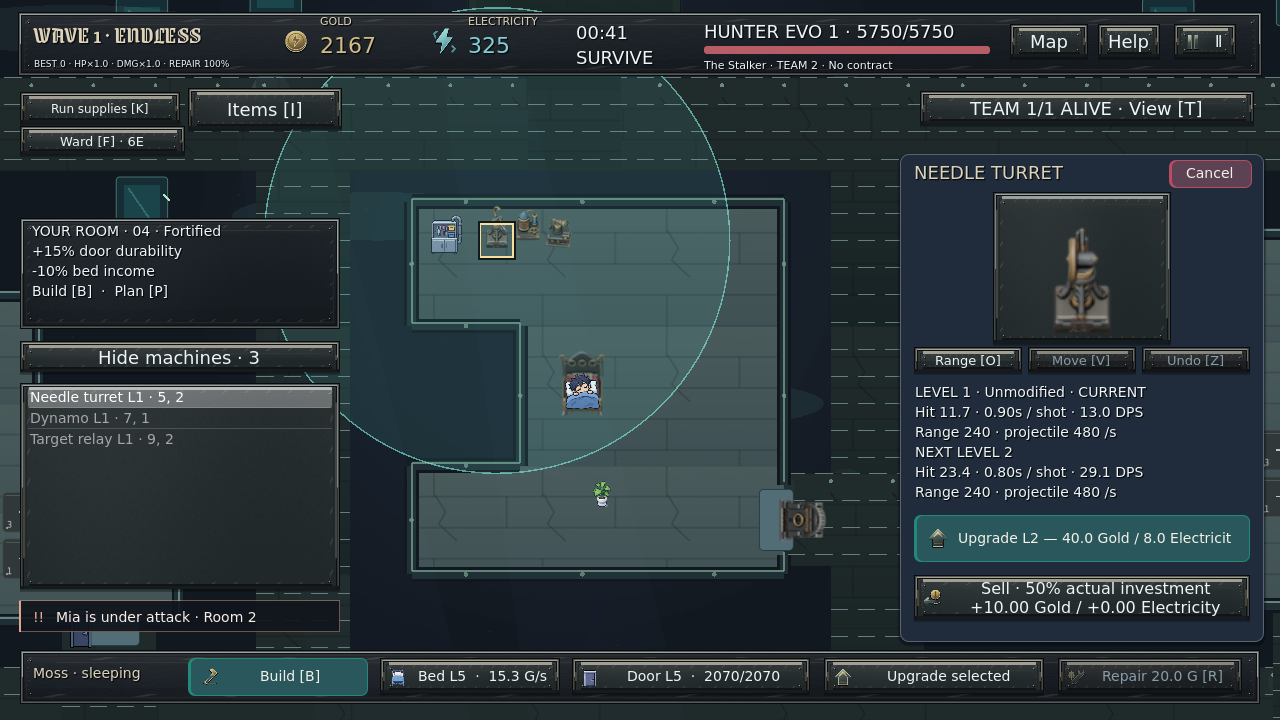 WAVE 1 · ENDLESS
BEST 0 · HP×1.0 · DMG×1.0 · REPAIR 100%
GOLD
2167
ELECTRICITY
325
00:41
SURVIVE
HUNTER EVO 1 · 5750/5750
The Stalker · TEAM 2 · No contract
Map
Help
Run supplies [K]
Items [I]
Ward [F] · 6E
TEAM 1/1 ALIVE · View [T]
YOUR ROOM · 04 · Fortified
+15% door durability
-10% bed income
Build [B] · Plan [P]
Hide machines · 3
Needle turret L1 · 5, 2
Dynamo L1 · 7, 1
Target relay L1 · 9, 2
!! Mia is under attack · Room 2
NEEDLE TURRET
Cancel
Range [O]
Move [V]
Undo [Z]
LEVEL 1 · Unmodified · CURRENT
Hit 11.7 · 0.90s / shot · 13.0 DPS
Range 240 · projectile 480 /s
NEXT LEVEL 2
Hit 23.4 · 0.80s / shot · 29.1 DPS
Range 240 · projectile 480 /s
Upgrade L2 — 40.0 Gold / 8.0 Electricit
Sell · 50% actual investment
+10.00 Gold / +0.00 Electricity
3
1
3
1
Moss · sleeping
Build [B]
Bed L5 · 15.3 G/s
Door L5 · 2070/2070
Upgrade selected
Repair 20.0 G [R]